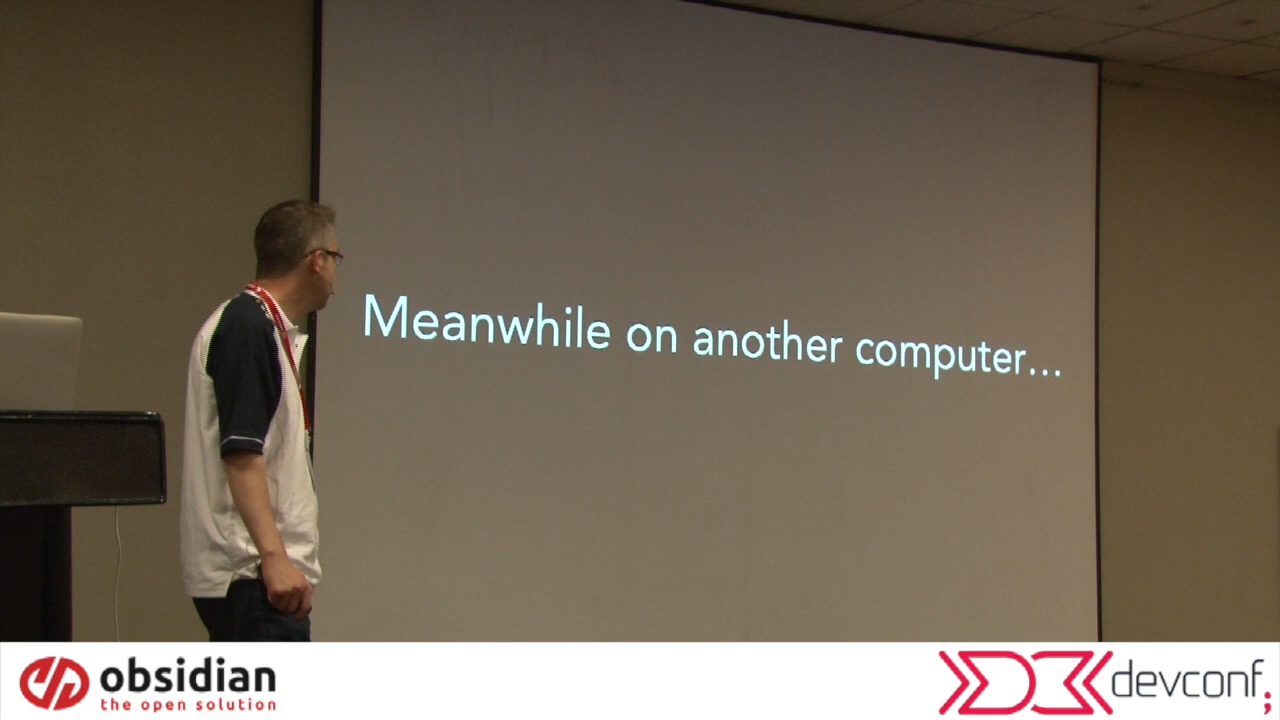 Meanwhile on another computer...
obsidian
the open solution
devconf;